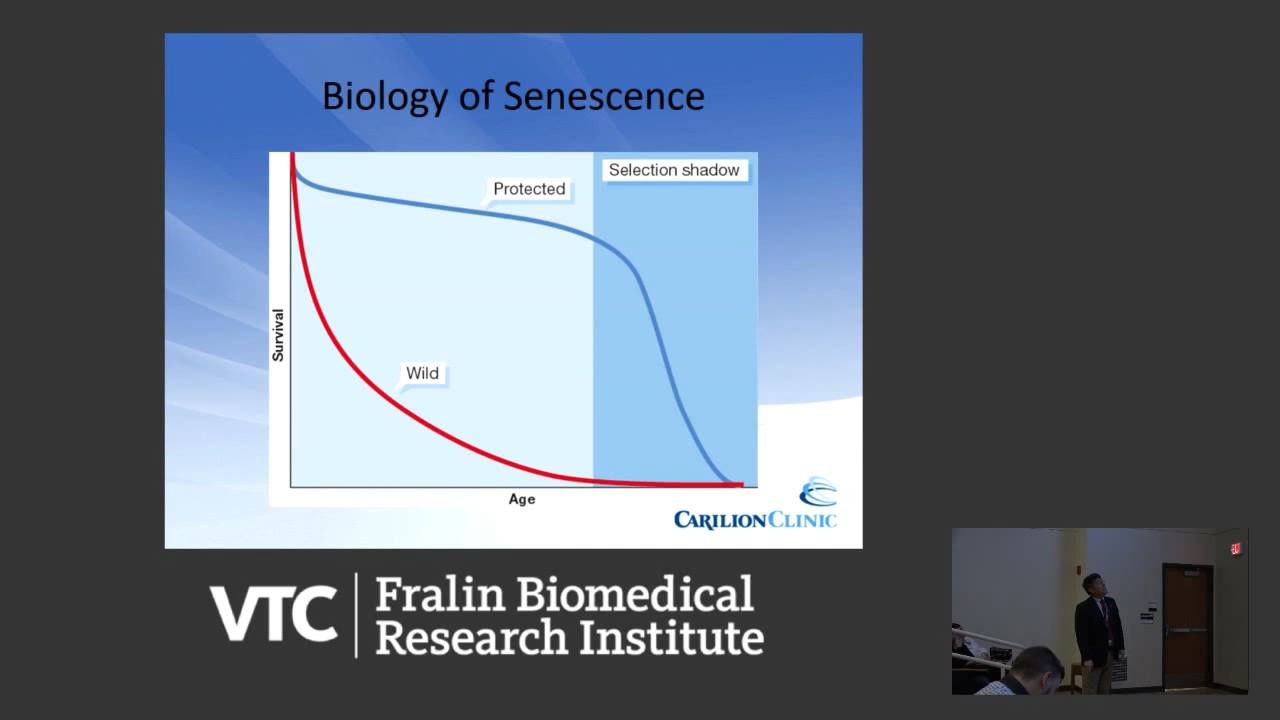 Biology of Senescence
Selection shadow
Protected
Wild
Survival
Age
CARILION CLINIC
VTC
Fralin Biomedical
Research Institute